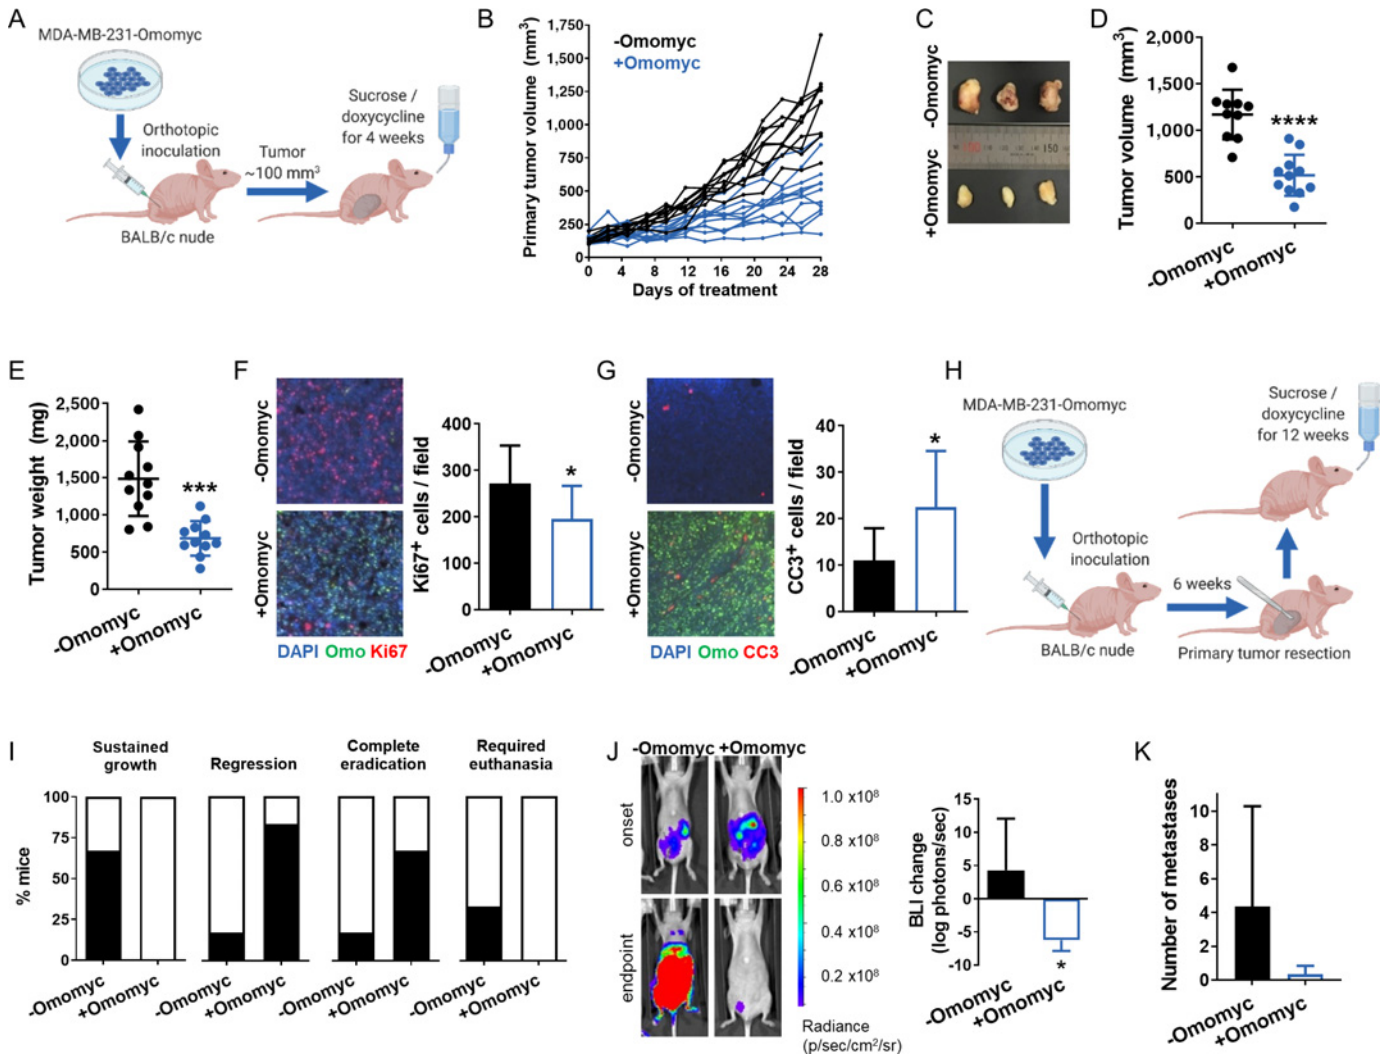 A
MDA-MB-231-Omomyc
Orthotopic
inoculation
BALB/c nude
Tumor
~100 mm³
Sucrose /
doxycycline
for 4 weeks
B
Primary tumor volume (mm³)
1,750
1,500
1,250
1,000
750
500
250
0
-Omomyc
+Omomyc
0 4 8 12 16 20 24 28
Days of treatment
C
-Omomyc
+Omomyc
150
D
Tumor volume (mm³)
2,000
1,500
1,000
500
0
****
-Omomyc
+Omomyc
E
Tumor weight (mg)
2,500
2,000
1,500
1,000
500
0
***
-Omomyc
+Omomyc
F
-Omomyc
+Omomyc
DAPI Omo Ki67
Ki67⁺ cells / field
400
300
200
100
0
*
-Omomyc
+Omomyc
G
-Omomyc
+Omomyc
DAPI Omo CC3
CC3⁺ cells / field
40
30
20
10
0
*
-Omomyc
+Omomyc
H
MDA-MB-231-Omomyc
Orthotopic
inoculation
BALB/c nude
6 weeks
Primary tumor resection
Sucrose /
doxycycline
for 12 weeks
I
% mice
100
75
50
25
0
Sustained
growth
Regression
Complete
eradication
Required
euthanasia
-Omomyc
+Omomyc
-Omomyc
+Omomyc
-Omomyc
+Omomyc
-Omomyc
+Omomyc
J
-Omomyc +Omomyc
onset
endpoint
1.0 x10⁸
0.8 x10⁸
0.6 x10⁸
0.4 x10⁸
0.2 x10⁸
Radiance
(p/sec/cm²/sr)
BLI change
(log photons/sec)
15
10
5
0
-5
-10
*
-Omomyc
+Omomyc
K
Number of metastases
10
8
6
4
2
0
-Omomyc
+Omomyc